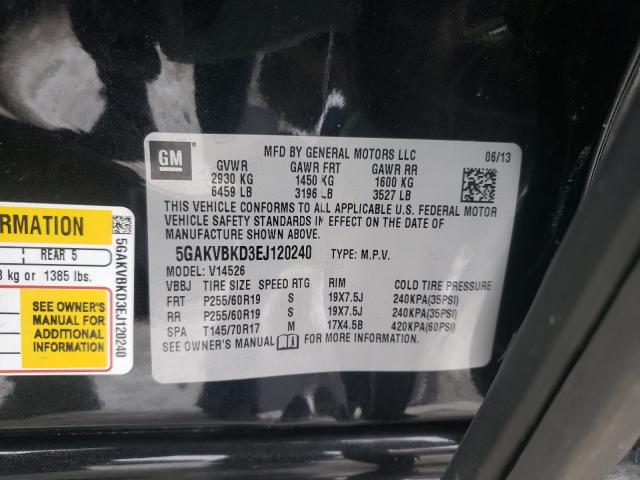 GM
MFD BY GENERAL MOTORS LLC
06/13
GVWR GAWR FRT GAWR RR
2930 KG 1450 KG 1600 KG
6459 LB 3196 LB 3527 LB
THIS VEHICLE CONFORMS TO ALL APPLICABLE U.S. FEDERAL MOTOR
VEHICLE SAFETY STANDARDS IN EFFECT ON THE DATE OF
MANUFACTURE SHOWN ABOVE.
5GAKVBKD3EJ120240 TYPE: M.P.V.
MODEL: V14526
VBBJ TIRE SIZE SPEED RTG RIM COLD TIRE PRESSURE
FRT P255/60R19 S 19X7.5J 240KPA(35PSI)
RR P255/60R19 S 19X7.5J 240KPA(35PSI)
SPA T145/70R17 M 17X4.5B 420KPA(60PSI)
SEE OWNER'S MANUAL FOR MORE INFORMATION.
RMATION
REAR 5
kg or 1385 lbs.
SEE OWNER'S
MANUAL FOR
ADDITIONAL
INFORMATION
5GAKVBKD3EJ120240